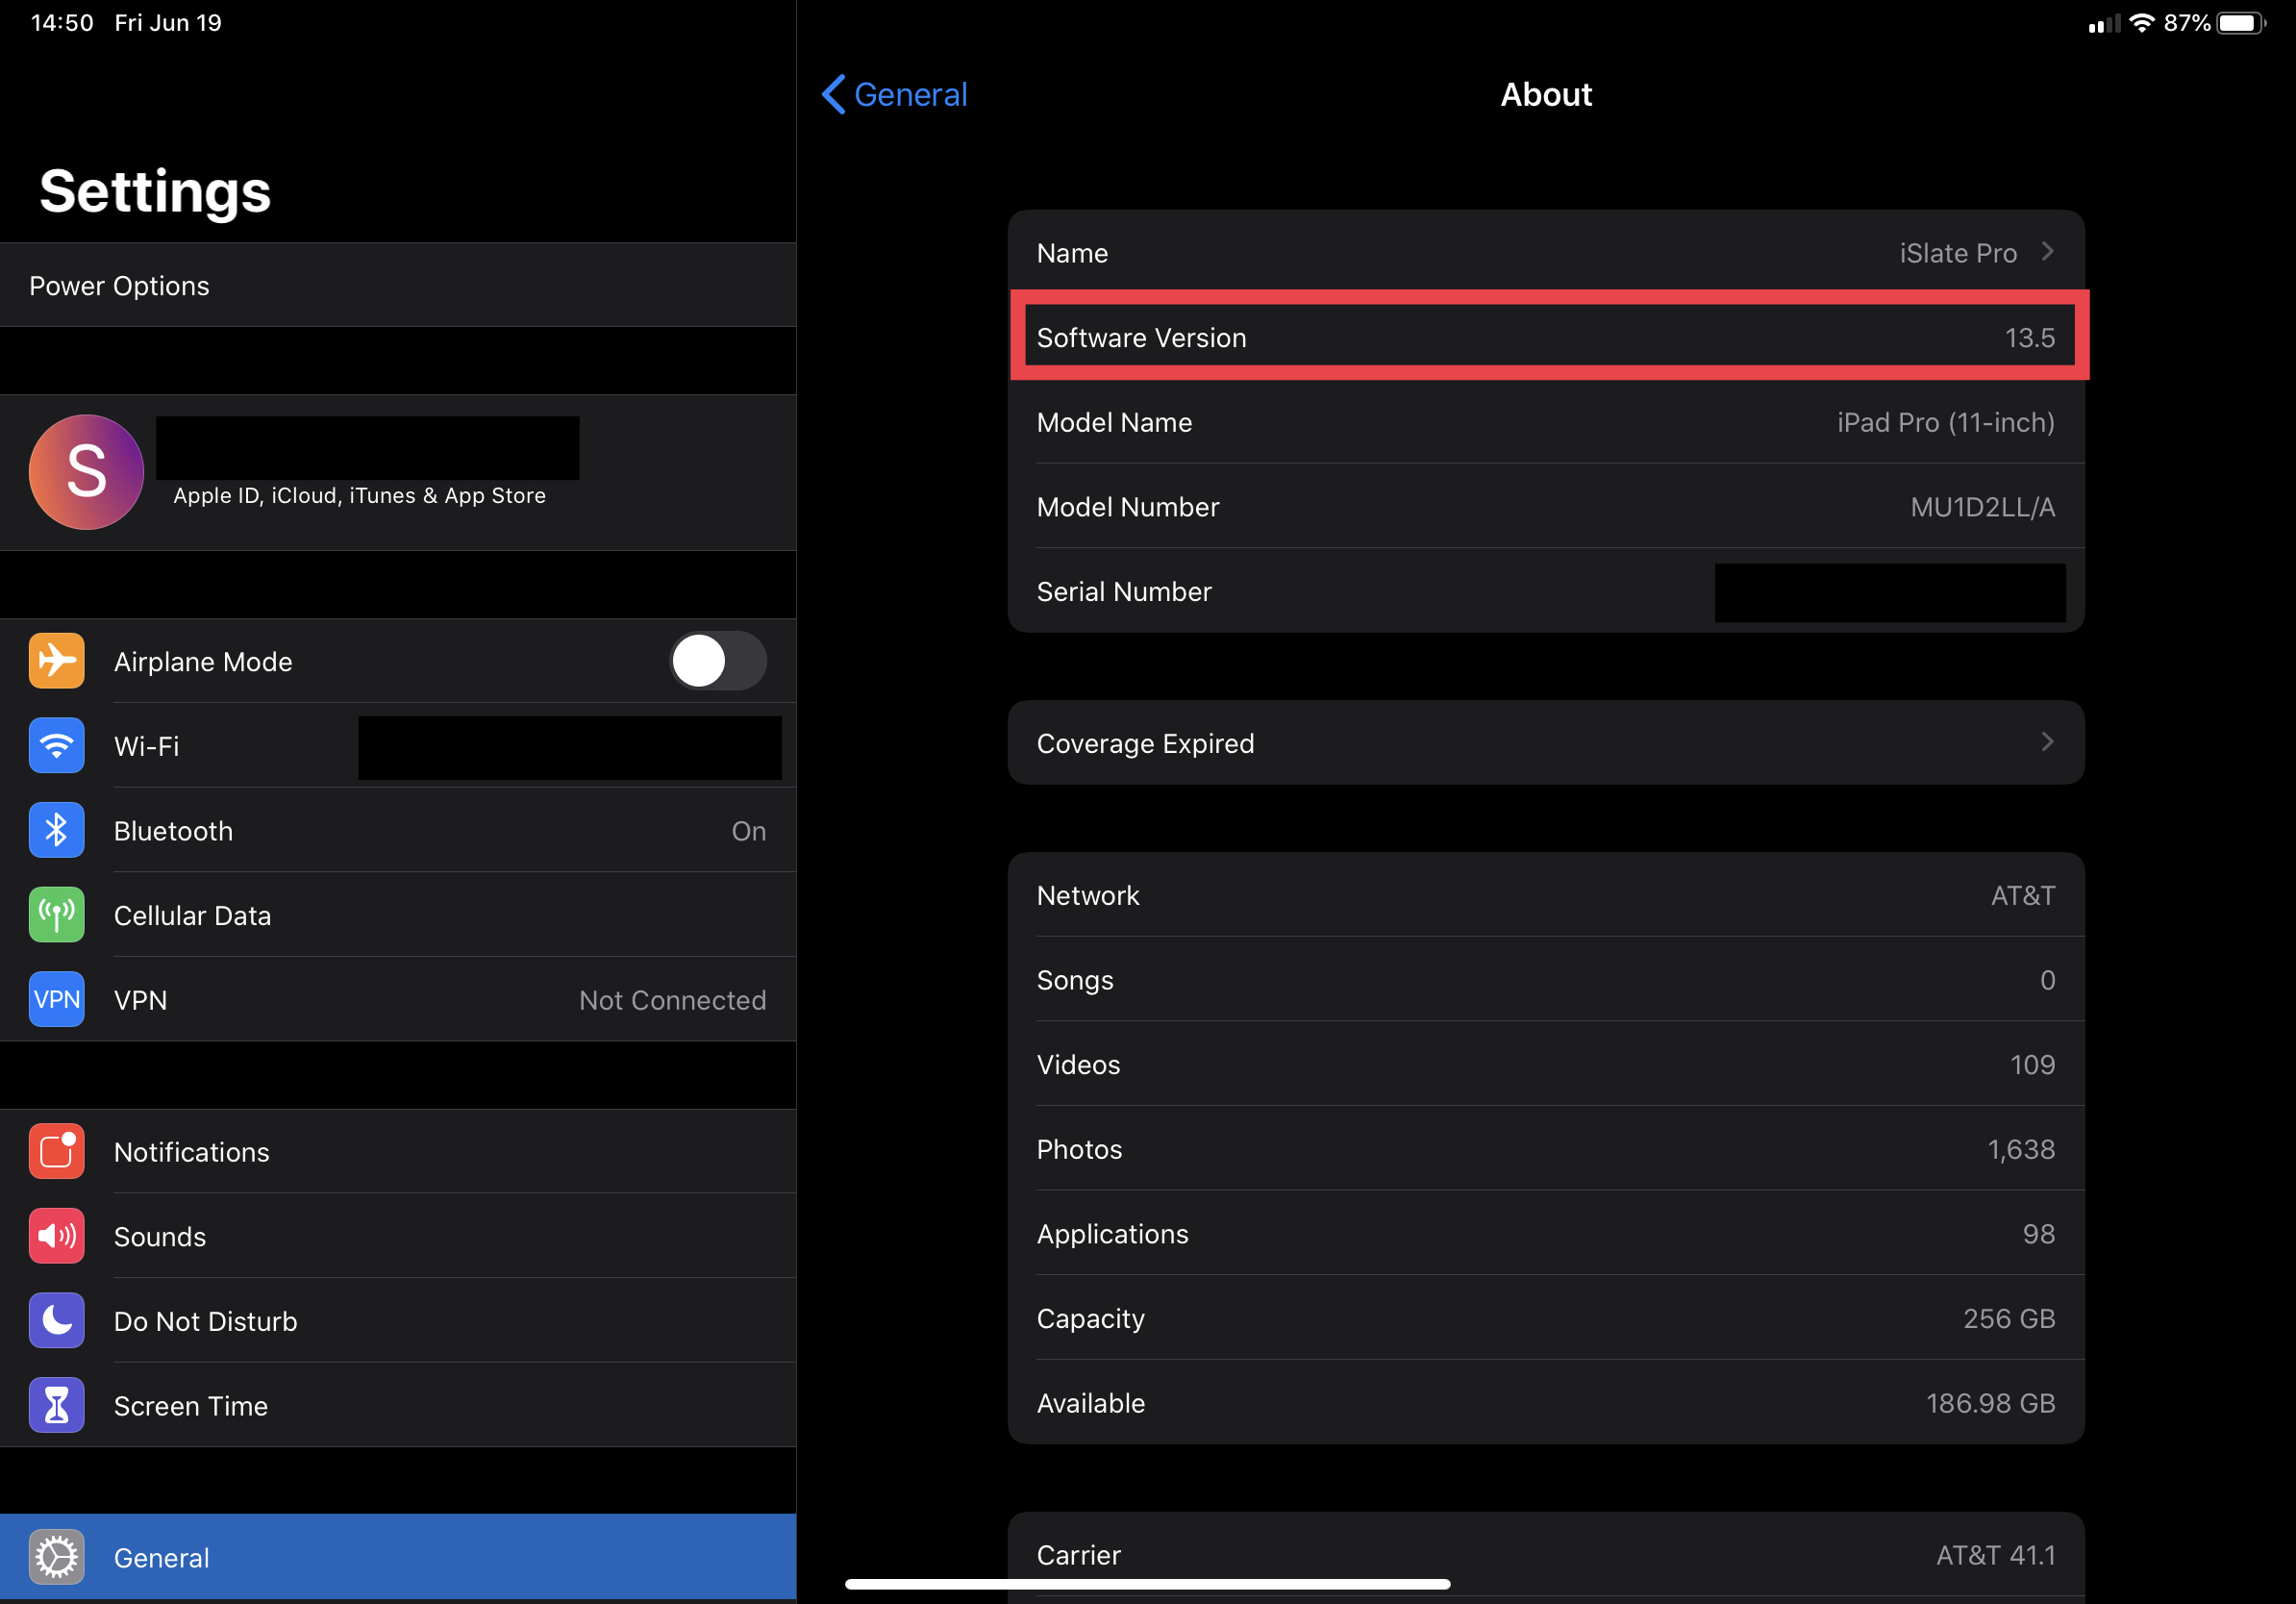 14:50 Fri Jun 19
87%
Settings
Power Options
S
Apple ID, iCloud, iTunes & App Store
Airplane Mode
Wi-Fi
Bluetooth On
Cellular Data
VPN VPN Not Connected
Notifications
Sounds
Do Not Disturb
Screen Time
General
General About
Name iSlate Pro
Software Version 13.5
Model Name iPad Pro (11-inch)
Model Number MU1D2LL/A
Serial Number
Coverage Expired
Network AT&T
Songs 0
Videos 109
Photos 1,638
Applications 98
Capacity 256 GB
Available 186.98 GB
Carrier AT&T 41.1